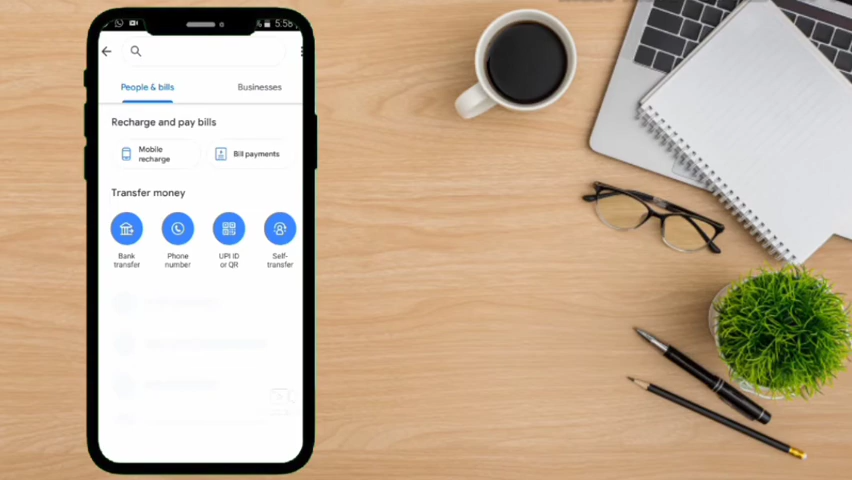 5.58
People & bills
Businesses
Recharge and pay bills
Mobile
recharge
Bill payments
Transfer money
Bank
transfer
Phone
number
UPI ID
or QR
Self-
transfer